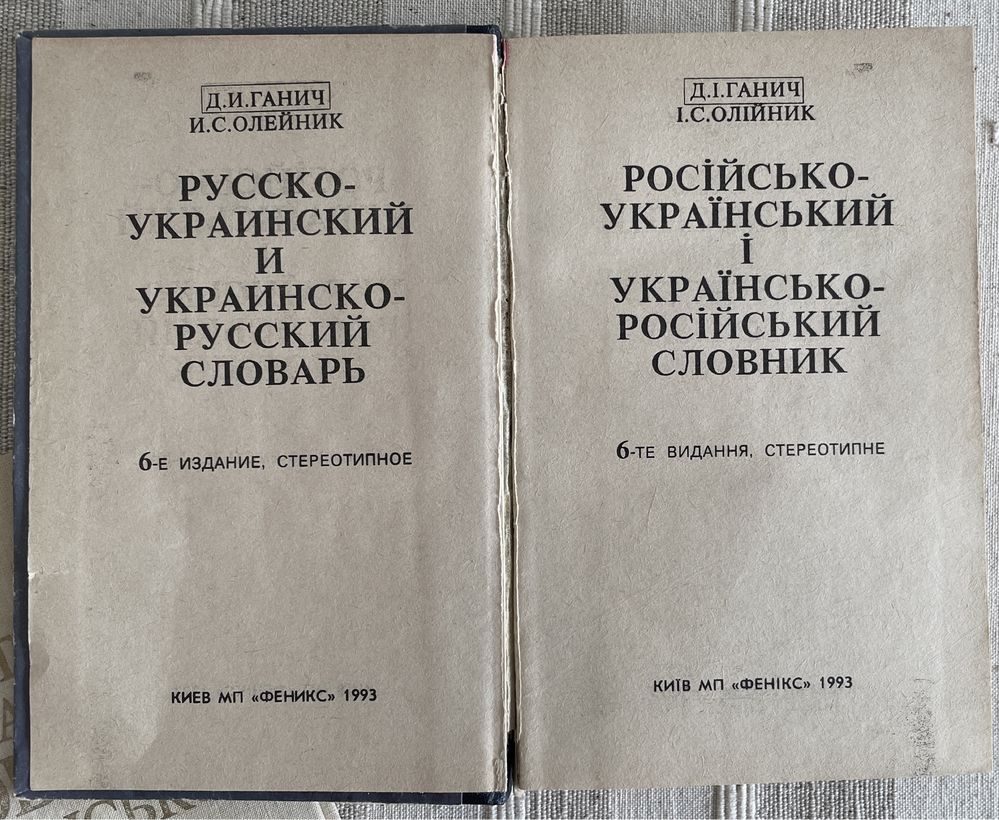 Д.И.ГАНИЧ
И.С.ОЛЕЙНИК
РУССКО-
УКРАИНСКИЙ
И
УКРАИНСКО-
РУССКИЙ
СЛОВАРЬ
6-Е ИЗДАНИЕ, СТЕРЕОТИПНОЕ
КИЕВ МП «ФЕНИКС» 1993
Д.І.ГАНИЧ
І.С.ОЛІЙНИК
РОСІЙСЬКО-
УКРАЇНСЬКИЙ
І
УКРАЇНСЬКО-
РОСІЙСЬКИЙ
СЛОВНИК
6-ТЕ ВИДАННЯ, СТЕРЕОТИПНЕ
КИЇВ МП «ФЕНІКС» 1993